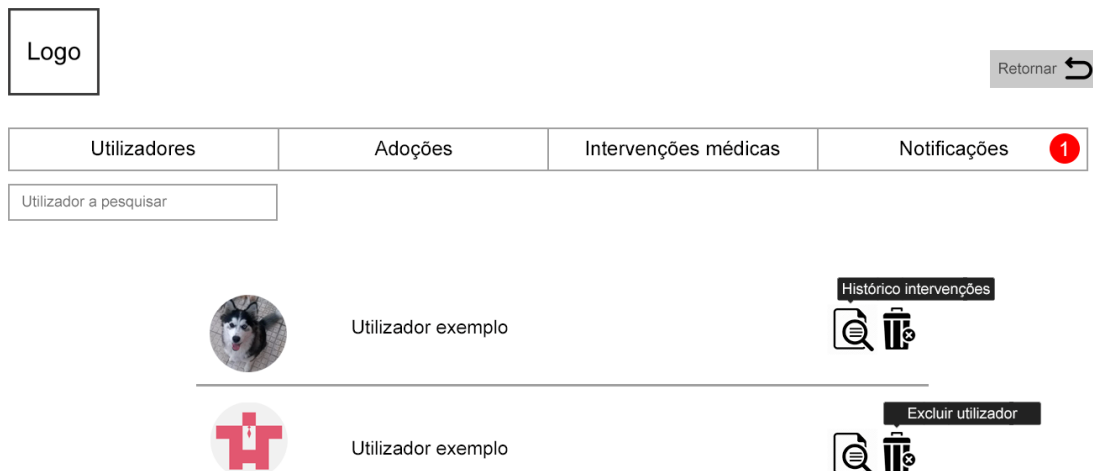 Logo
Retornar
Utilizadores
Adoções
Intervenções médicas
Notificações
1
Utilizador a pesquisar
Histórico intervenções
Utilizador exemplo
Excluir utilizador
Utilizador exemplo